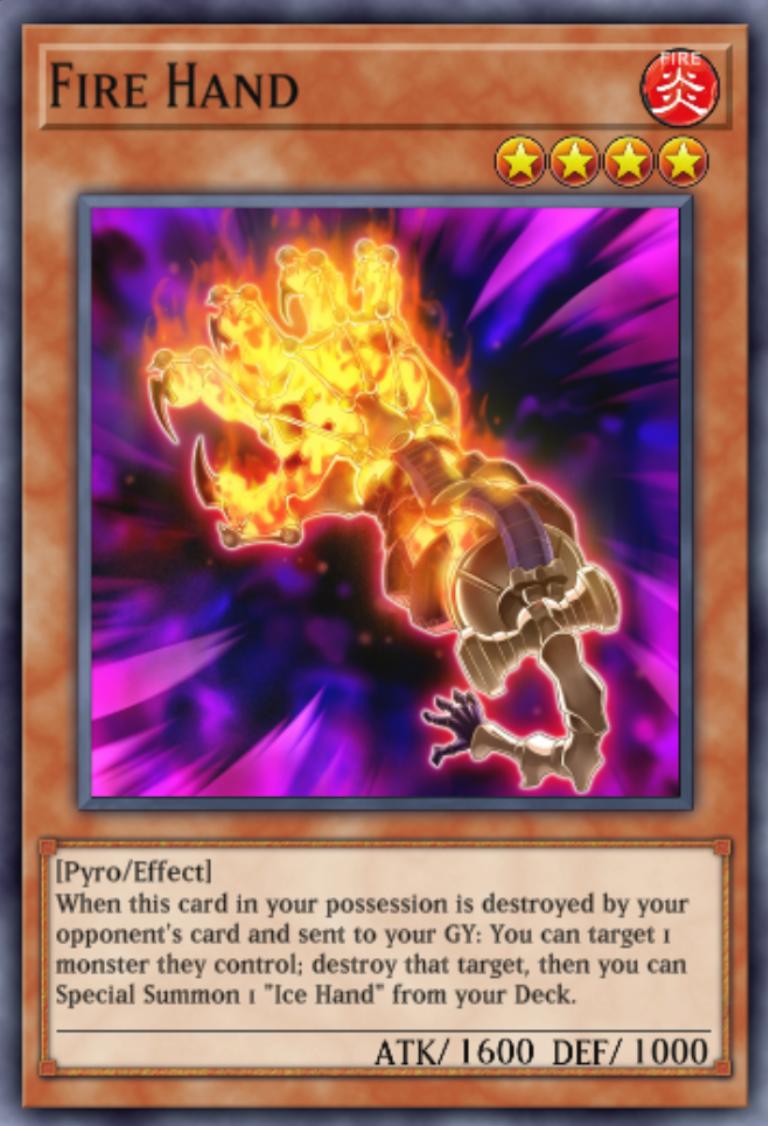 Fire Hand
FIRE
炎
[Pyro/Effect]
When this card in your possession is destroyed by your
opponent's card and sent to your GY: You can target 1
monster they control; destroy that target, then you can
Special Summon 1 "Ice Hand" from your Deck.
ATK/ 1600 DEF/ 1000